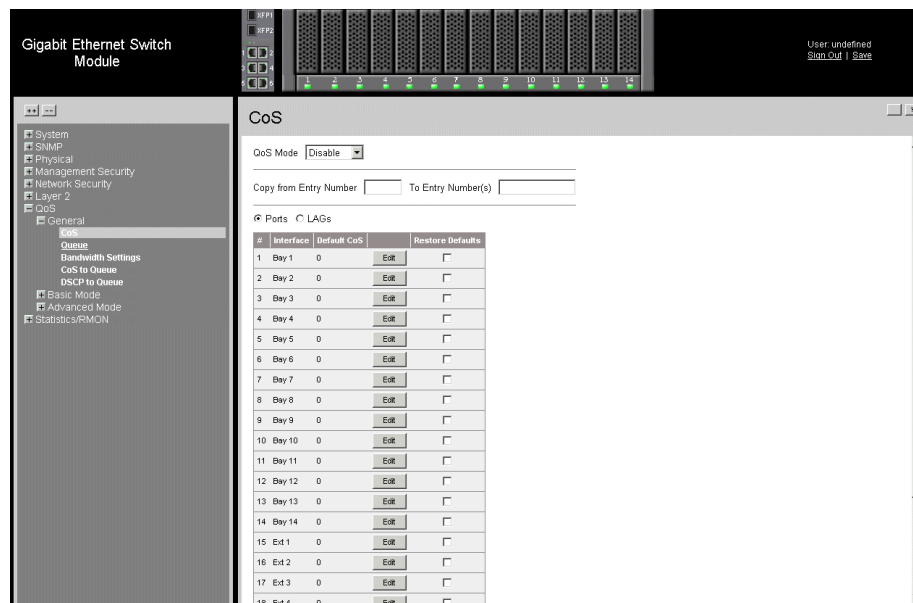 Gigabit Ethernet Switch
Module
XFP1
XFP2
1 2
3 4
5 6
1 2 3 4 5 6 7 8 9 10 11 12 13 14
User: undefined
Sign Out | Save
++ --
System
SNMP
Physical
Management Security
Network Security
Layer 2
QoS
General
CoS
Queue
Bandwidth Settings
CoS to Queue
DSCP to Queue
Basic Mode
Advanced Mode
Statistics/RMON
CoS
QoS Mode Disable
Copy from Entry Number To Entry Number(s)
Ports LAGs
# Interface Default CoS Restore Defaults
1 Bay 1 0 Edit
2 Bay 2 0 Edit
3 Bay 3 0 Edit
4 Bay 4 0 Edit
5 Bay 5 0 Edit
6 Bay 6 0 Edit
7 Bay 7 0 Edit
8 Bay 8 0 Edit
9 Bay 9 0 Edit
10 Bay 10 0 Edit
11 Bay 11 0 Edit
12 Bay 12 0 Edit
13 Bay 13 0 Edit
14 Bay 14 0 Edit
15 Ext 1 0 Edit
16 Ext 2 0 Edit
17 Ext 3 0 Edit
18 Ext 4 0 Edit